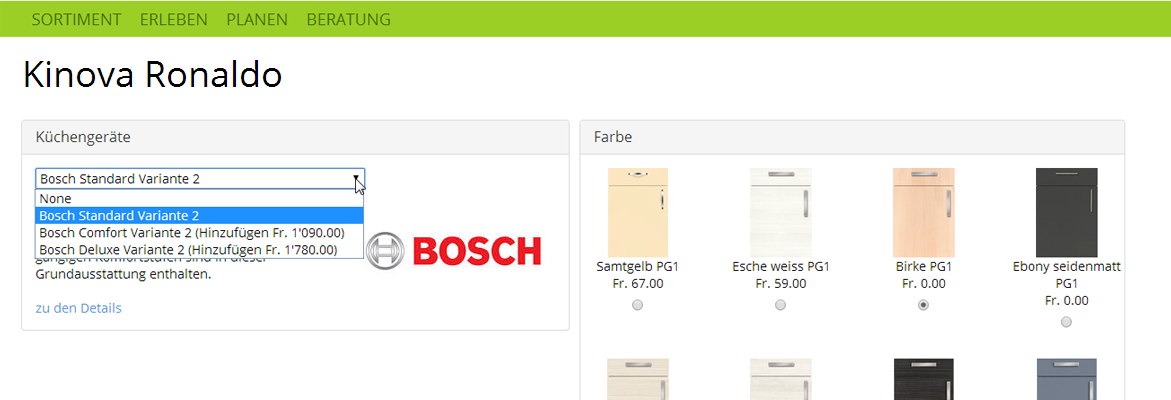 SORTIMENT ERLEBEN PLANEN BERATUNG
Kinova Ronaldo
Küchengeräte
Bosch Standard Variante 2
None
Bosch Standard Variante 2
Bosch Comfort Variante 2 (Hinzufügen Fr. 1'090.00)
Bosch Deluxe Variante 2 (Hinzufügen Fr. 1'780.00)
Grundausstattung enthalten.
BOSCH
zu den Details
Farbe
Samtgelb PG1
Fr. 67.00
Esche weiss PG1
Fr. 59.00
Birke PG1
Fr. 0.00
Ebony seidenmatt
PG1
Fr. 0.00